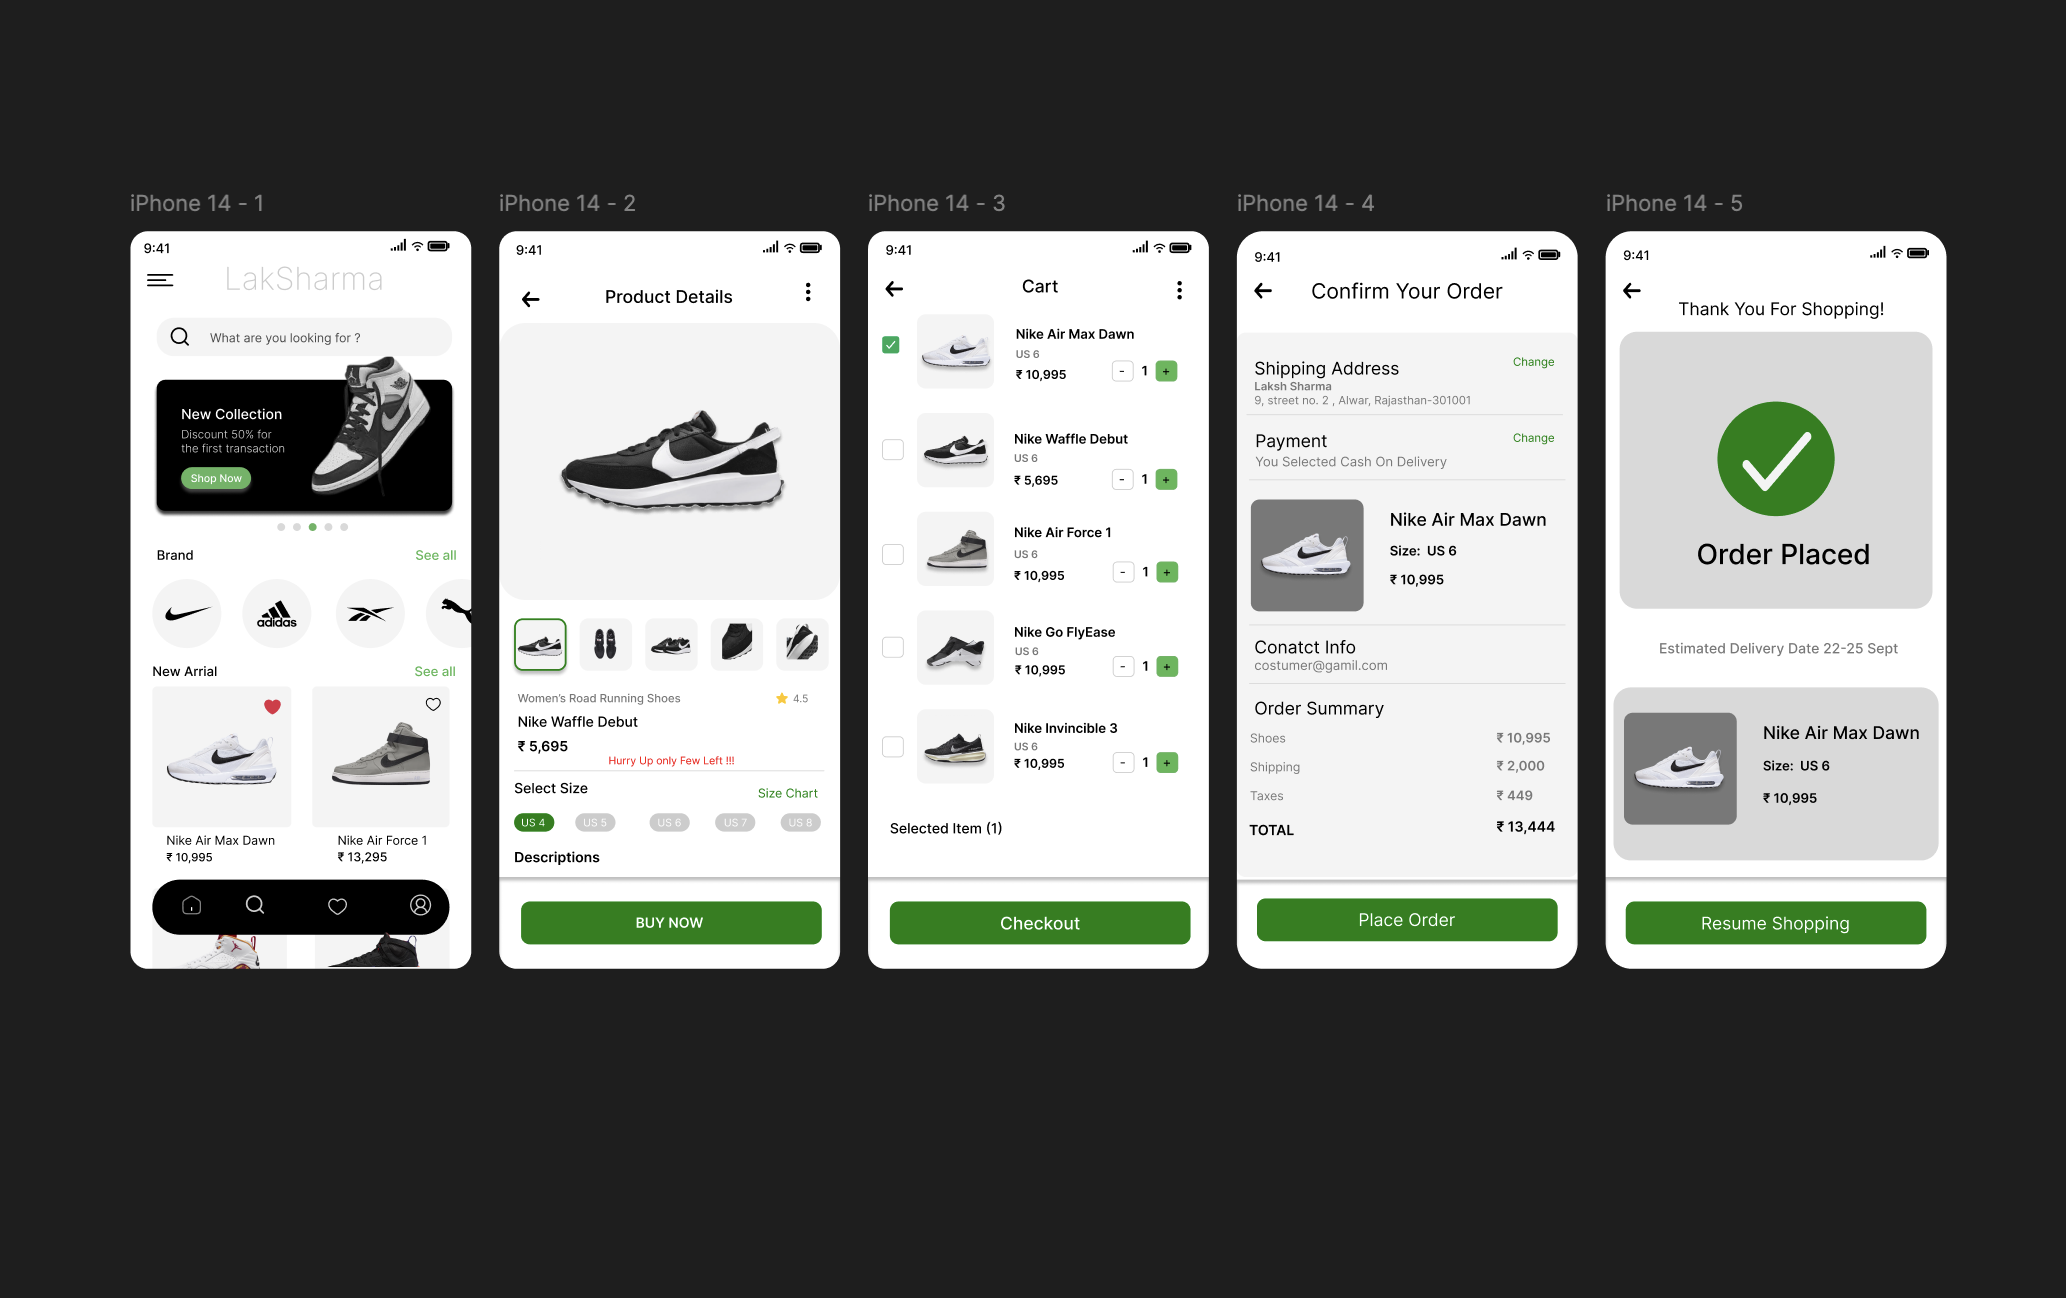 iPhone 14 - 1
9:41
LakSharma
What are you looking for ?
New Collection
Discount 50% for
the first transaction
Shop Now
Brand
See all
adidas
New Arrial
See all
Nike Air Max Dawn
₹ 10,995
Nike Air Force 1
₹ 13,295
iPhone 14 - 2
9:41
Product Details
Women's Road Running Shoes
4.5
Nike Waffle Debut
₹ 5,695
Hurry Up only Few Left !!!
Select Size
Size Chart
US 4
US 5
US 6
US 7
US 8
Descriptions
BUY NOW
iPhone 14 - 3
9:41
Cart
Nike Air Max Dawn
US 6
₹ 10,995
- 1 +
Nike Waffle Debut
US 6
₹ 5,695
- 1 +
Nike Air Force 1
US 6
₹ 10,995
- 1 +
Nike Go FlyEase
US 6
₹ 10,995
- 1 +
Nike Invincible 3
US 6
₹ 10,995
- 1 +
Selected Item (1)
Checkout
iPhone 14 - 4
9:41
Confirm Your Order
Shipping Address
Change
Laksh Sharma
9, street no. 2 , Alwar, Rajasthan-301001
Payment
Change
You Selected Cash On Delivery
Nike Air Max Dawn
Size: US 6
₹ 10,995
Conatct Info
costumer@gamil.com
Order Summary
Shoes
₹ 10,995
Shipping
₹ 2,000
Taxes
₹ 449
TOTAL
₹ 13,444
Place Order
iPhone 14 - 5
9:41
Thank You For Shopping!
Order Placed
Estimated Delivery Date 22-25 Sept
Nike Air Max Dawn
Size: US 6
₹ 10,995
Resume Shopping